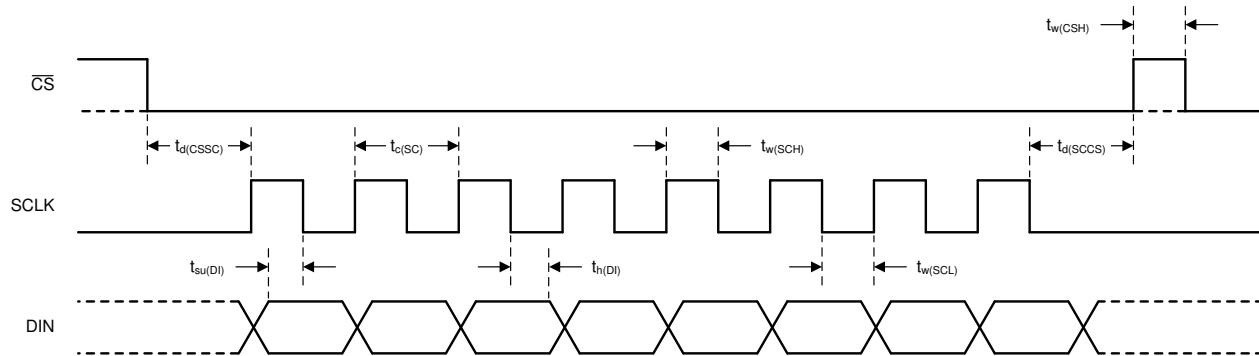 tw(CSH)
CS
td(CSSC)
tc(SC)
tw(SCH)
td(SCCS)
SCLK
tsu(DI)
th(DI)
tw(SCL)
DIN